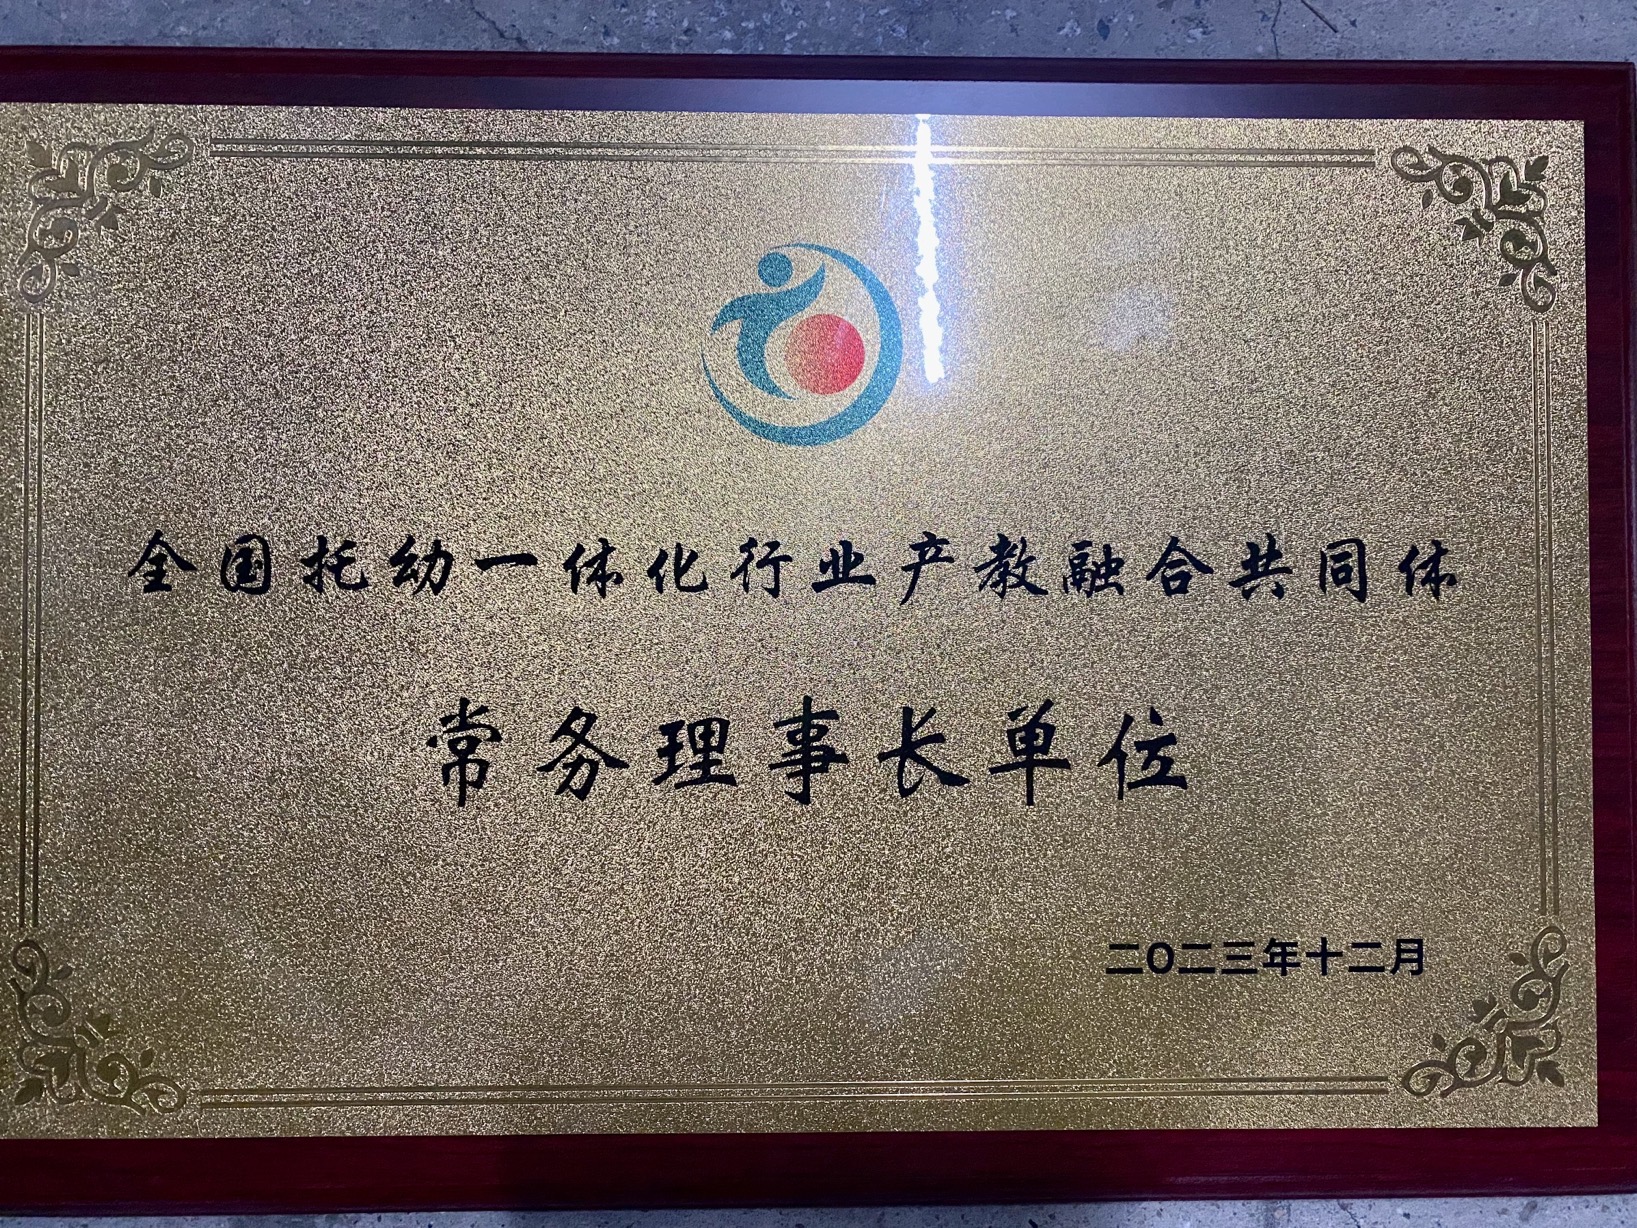 全国托幼一体化行业产教融合共同体
常务理事长单位
二〇二三年十二月